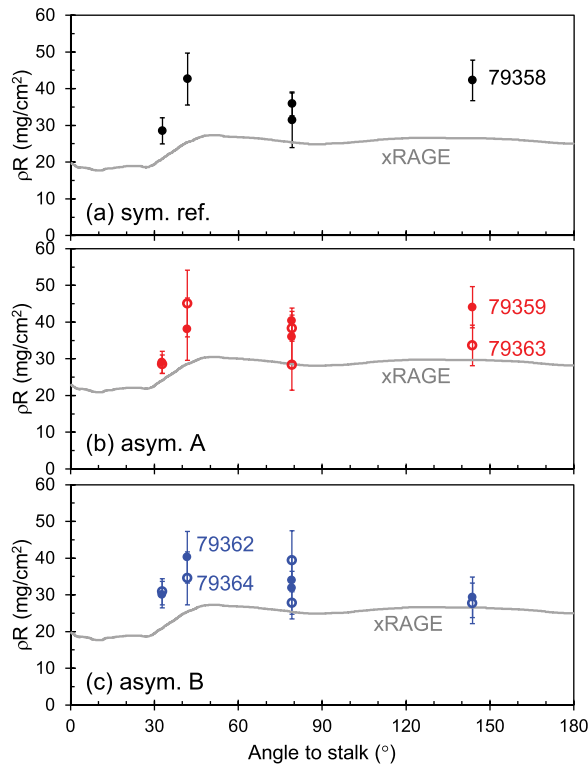 60
50
40
30
20
10
0
ρR (mg/cm²)
79358
xRAGE
(a) sym. ref.
60
50
40
30
20
10
0
ρR (mg/cm²)
79359
79363
xRAGE
(b) asym. A
60
50
40
30
20
10
0
ρR (mg/cm²)
79362
79364
xRAGE
(c) asym. B
0 30 60 90 120 150 180
Angle to stalk (°)